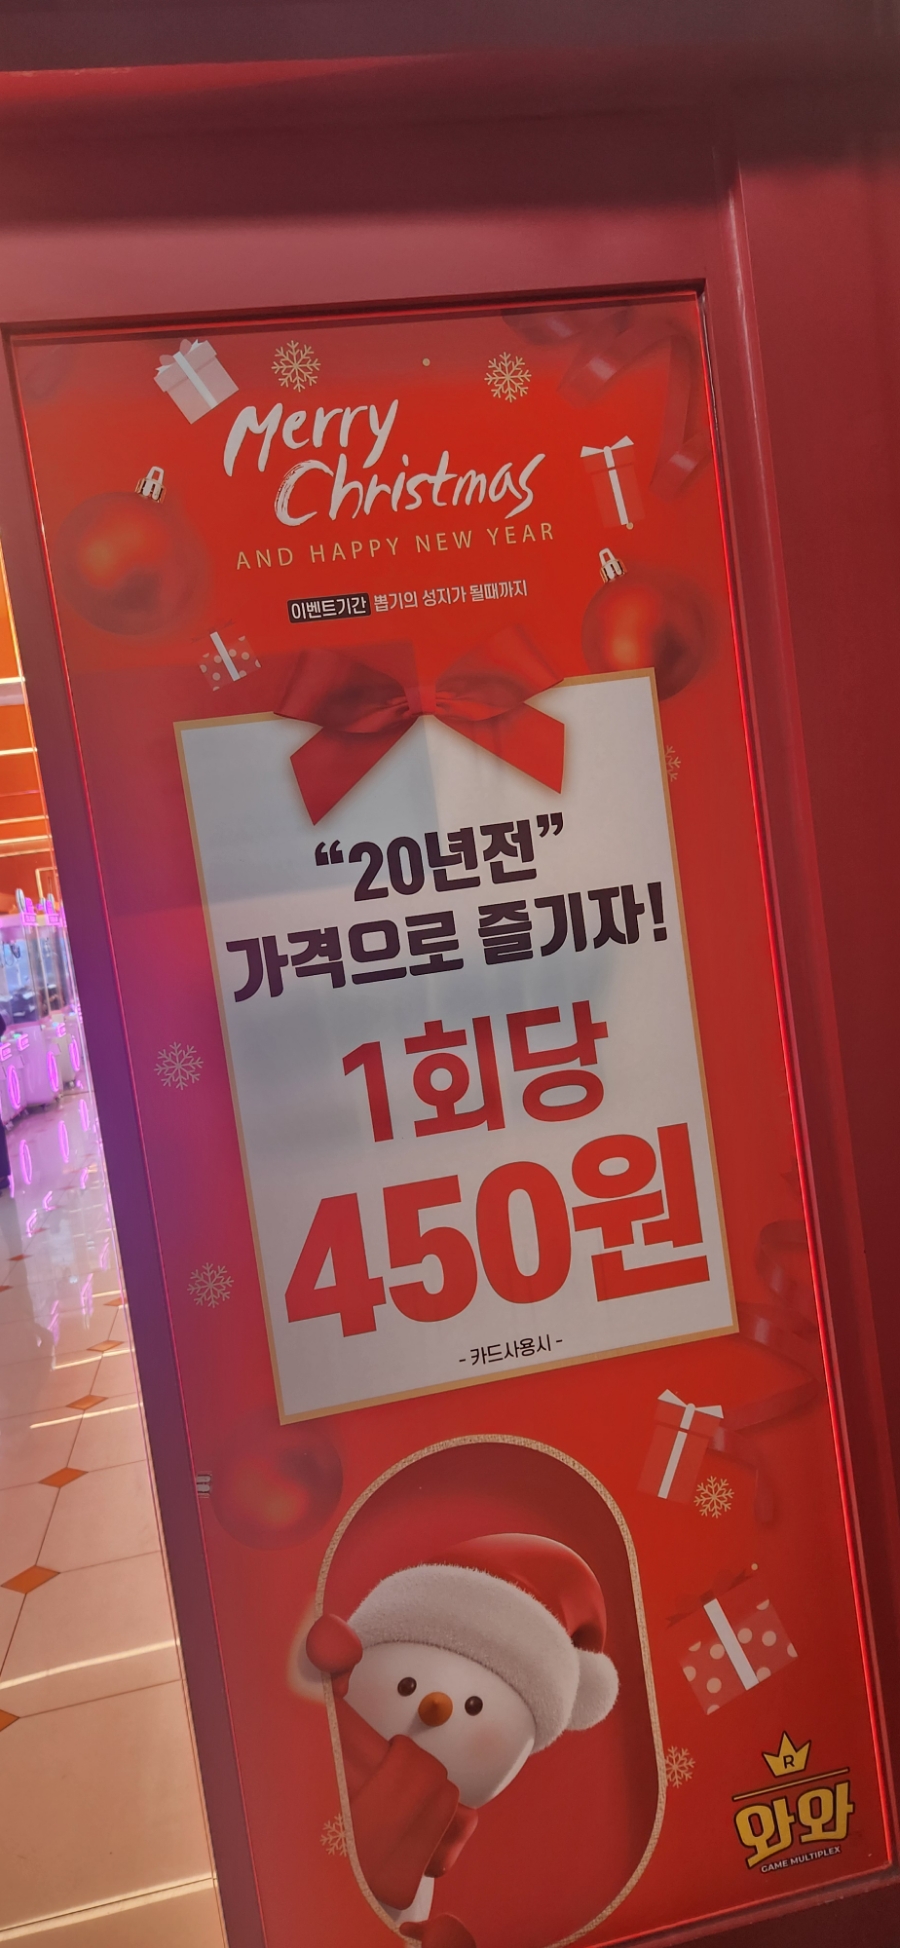 Merry
Christmas
AND HAPPY NEW YEAR
이벤트기간 뽑기의 성지가 될때까지
“20년전”
가격으로 즐기자!
1회당
450원
- 카드사용시 -
R
와와
GAME MULTIPLEX